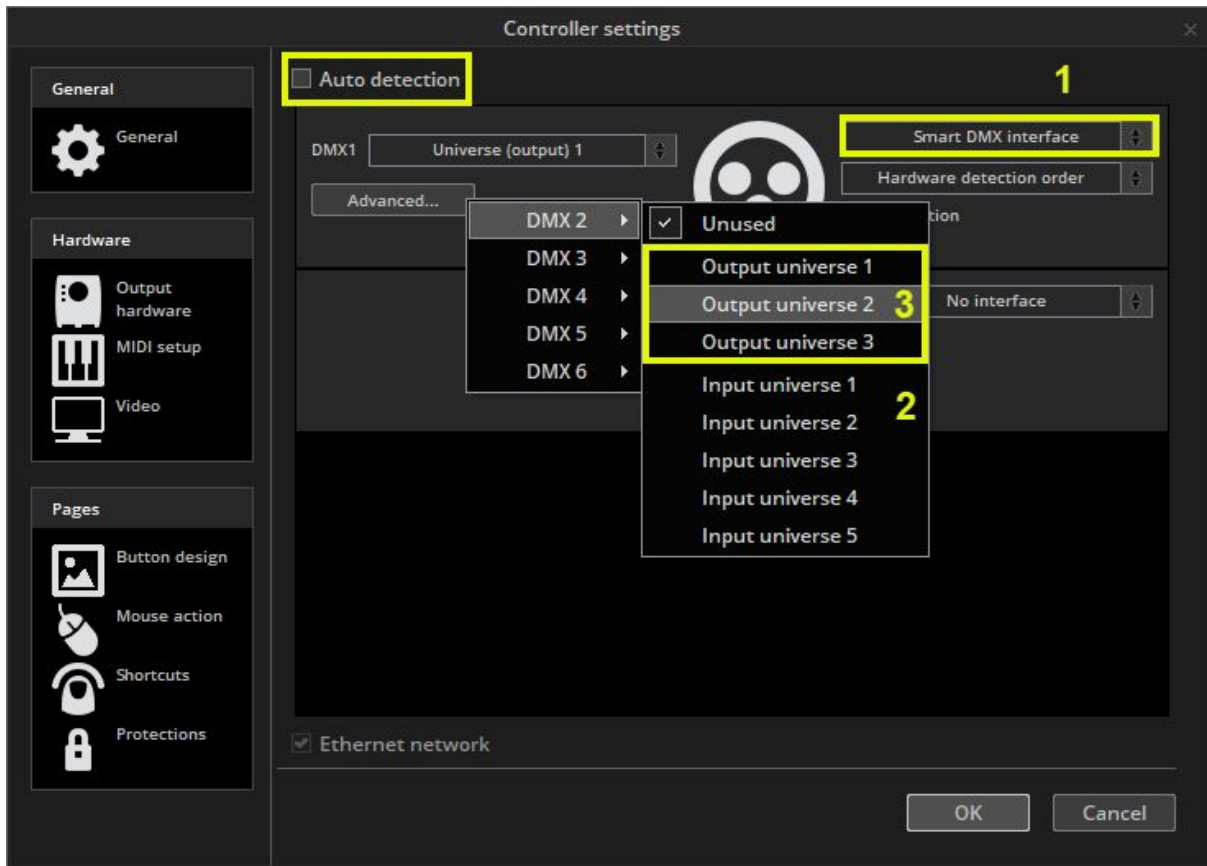 Controller settings
General
General
Hardware
Output
hardware
MIDI setup
Video
Pages
Button design
Mouse action
Shortcuts
Protections
Auto detection
1
DMX1
Universe (output) 1
Smart DMX interface
Hardware detection order
Advanced...
tion
No interface
DMX 2
DMX 3
DMX 4
DMX 5
DMX 6
Unused
Output universe 1
Output universe 2
3
Output universe 3
Input universe 1
2
Input universe 2
Input universe 3
Input universe 4
Input universe 5
Ethernet network
OK
Cancel